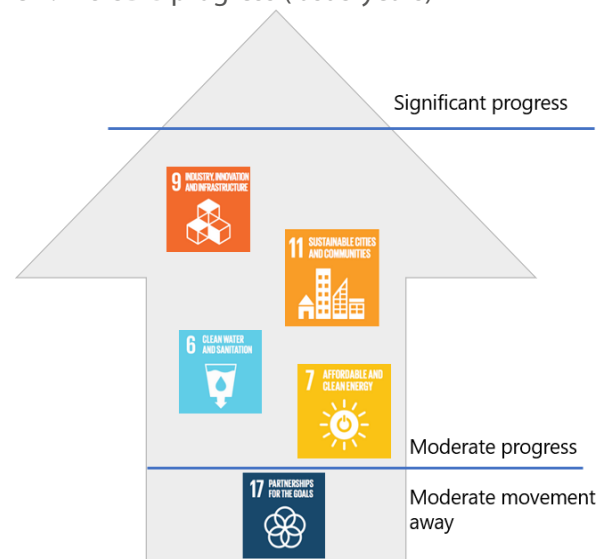 Significant progress
9 INDUSTRY, INNOVATION
AND INFRASTRUCTURE
11 SUSTAINABLE CITIES
AND COMMUNITIES
6 CLEAN WATER
AND SANITATION
7 AFFORDABLE AND
CLEAN ENERGY
Moderate progress
17 PARTNERSHIPS
FOR THE GOALS
Moderate movement
away